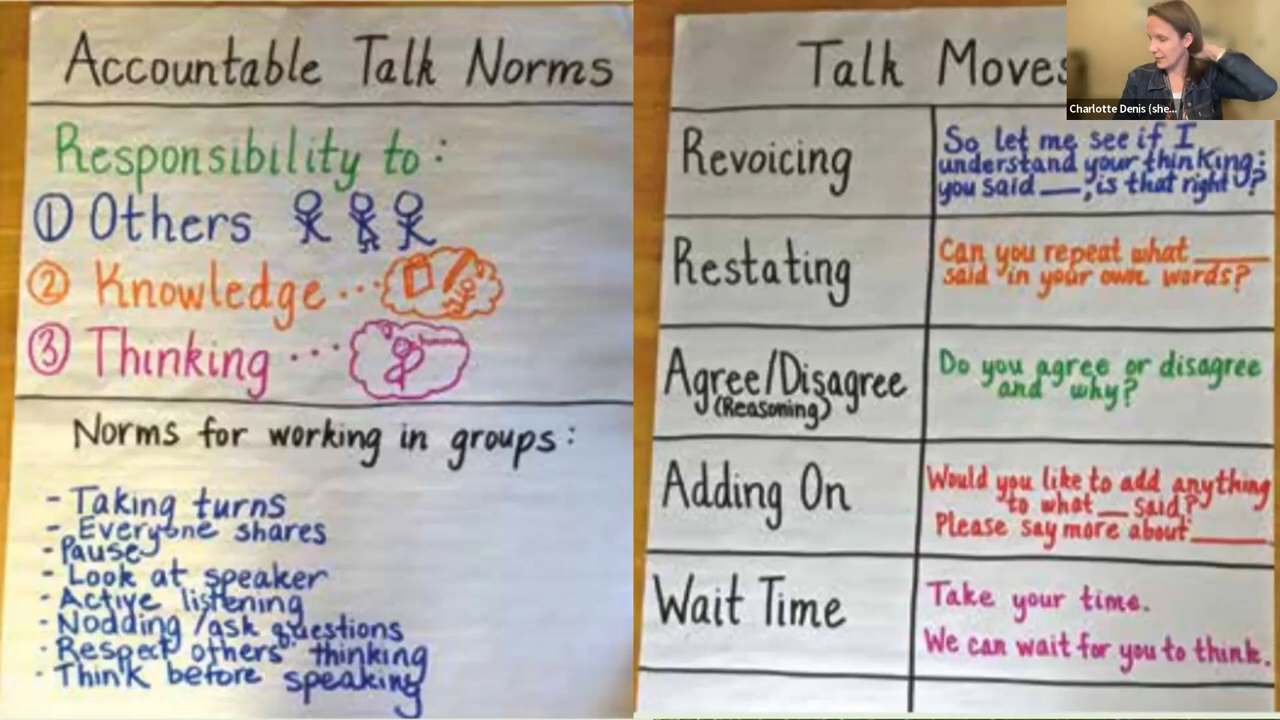 Accountable Talk Norms
Responsibility to:
① Others
② Knowledge...
③ Thinking ...
Norms for working in groups:
- Taking turns
- Everyone shares
- Pause
- Look at speaker
- Active listening
- Nodding/ask questions
- Respect others' thinking
- Think before speaking
Talk Moves
Charlotte Denis (she...
Revoicing
So let me see if I
understand your thinking:
you said ___; is that right?
Restating
Can you repeat what ______
said in your own words?
Agree/Disagree
(Reasoning)
Do you agree or disagree
and why?
Adding On
Would you like to add anything
to what __ said?
Please say more about ______.
Wait Time
Take your time.
We can wait for you to think.